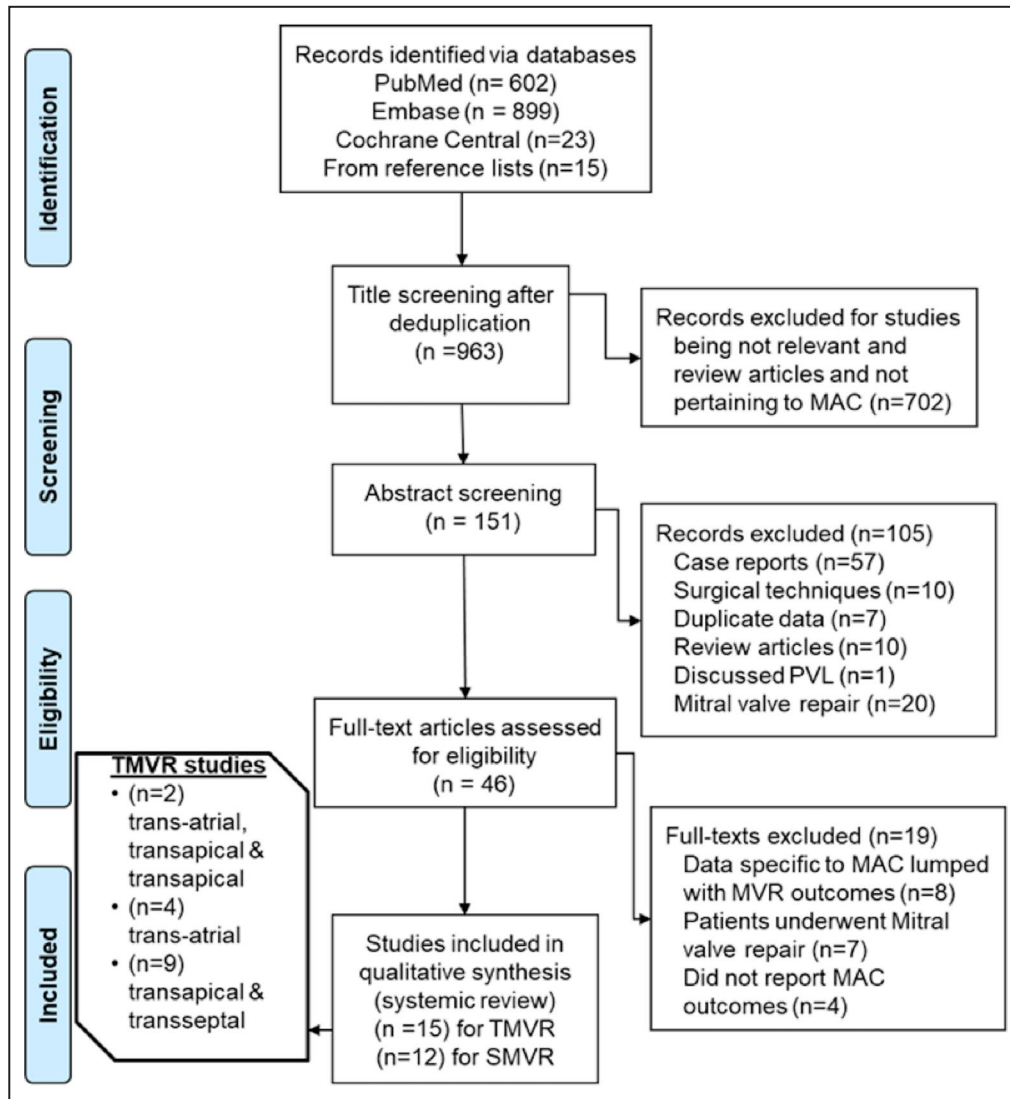 Identification
Records identified via databases
PubMed (n= 602)
Embase (n = 899)
Cochrane Central (n=23)
From reference lists (n=15)
Title screening after
deduplication
(n =963)
Records excluded for studies
being not relevant and
review articles and not
pertaining to MAC (n=702)
Screening
Abstract screening
(n = 151)
Records excluded (n=105)
Case reports (n=57)
Surgical techniques (n=10)
Duplicate data (n=7)
Review articles (n=10)
Discussed PVL (n=1)
Mitral valve repair (n=20)
Eligibility
Full-text articles assessed
for eligibility
(n = 46)
Full-texts excluded (n=19)
Data specific to MAC lumped
with MVR outcomes (n=8)
Patients underwent Mitral
valve repair (n=7)
Did not report MAC
outcomes (n=4)
TMVR studies
• (n=2)
trans-atrial,
transapical &
transapical
• (n=4)
trans-atrial
• (n=9)
transapical &
transseptal
Included
Studies included in
qualitative synthesis
(systemic review)
(n =15) for TMVR
(n=12) for SMVR